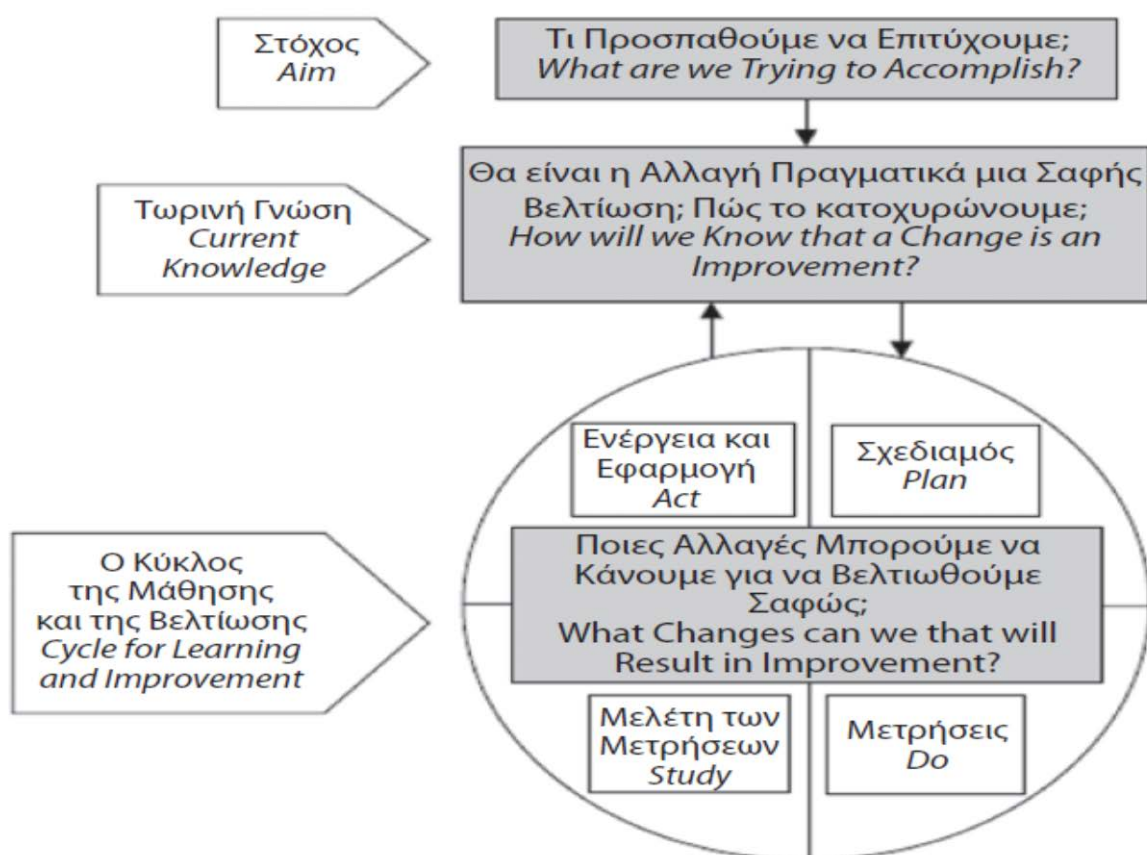 Στόχος
Aim
Τι Προσπαθούμε να Επιτύχουμε;
What are we Trying to Accomplish?
Τωρινή Γνώση
Current
Knowledge
Θα είναι η Αλλαγή Πραγματικά μια Σαφής
Βελτίωση; Πώς το κατοχυρώνουμε;
How will we Know that a Change is an
Improvement?
Ο Κύκλος
της Μάθησης
και της Βελτίωσης
Cycle for Learning
and Improvement
Ενέργεια και
Εφαρμογή
Act
Σχεδιαμός
Plan
Ποιες Αλλαγές Μπορούμε να
Κάνουμε για να Βελτιωθούμε
Σαφώς;
What Changes can we that will
Result in Improvement?
Μελέτη των
Μετρήσεων
Study
Μετρήσεις
Do